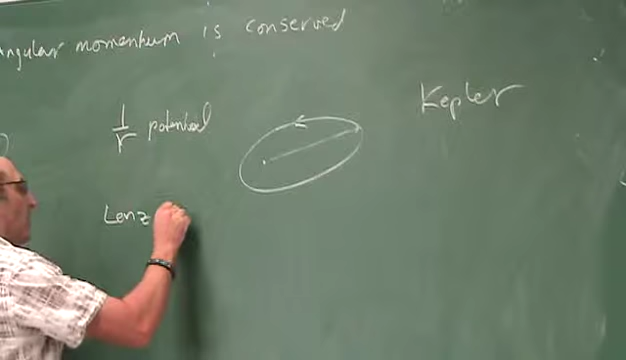 Angular momentum is conserved
Kepler
1/r potential
Lenz